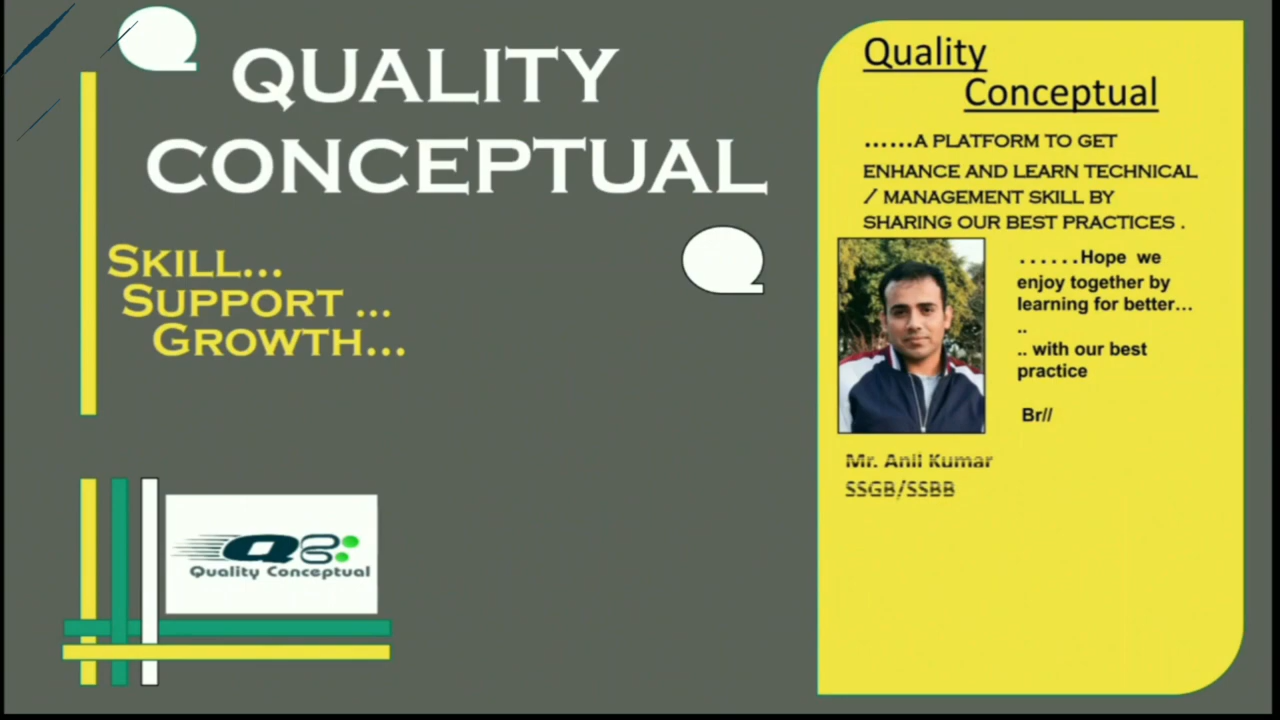 QUALITY
CONCEPTUAL
SKILL...
SUPPORT ...
GROWTH...
Quality Conceptual
Quality
Conceptual
......A PLATFORM TO GET
ENHANCE AND LEARN TECHNICAL
/ MANAGEMENT SKILL BY
SHARING OUR BEST PRACTICES .
......Hope we
enjoy together by
learning for better...
..
.. with our best
practice
Br//
Mr. Anil Kumar
SSGB/SSBB